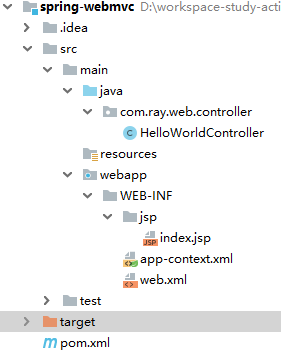 spring-webmvc D:\workspace-study-acti
.idea
src
main
java
com.ray.web.controller
HelloWorldController
resources
webapp
WEB-INF
jsp
index.jsp
app-context.xml
web.xml
test
target
pom.xml